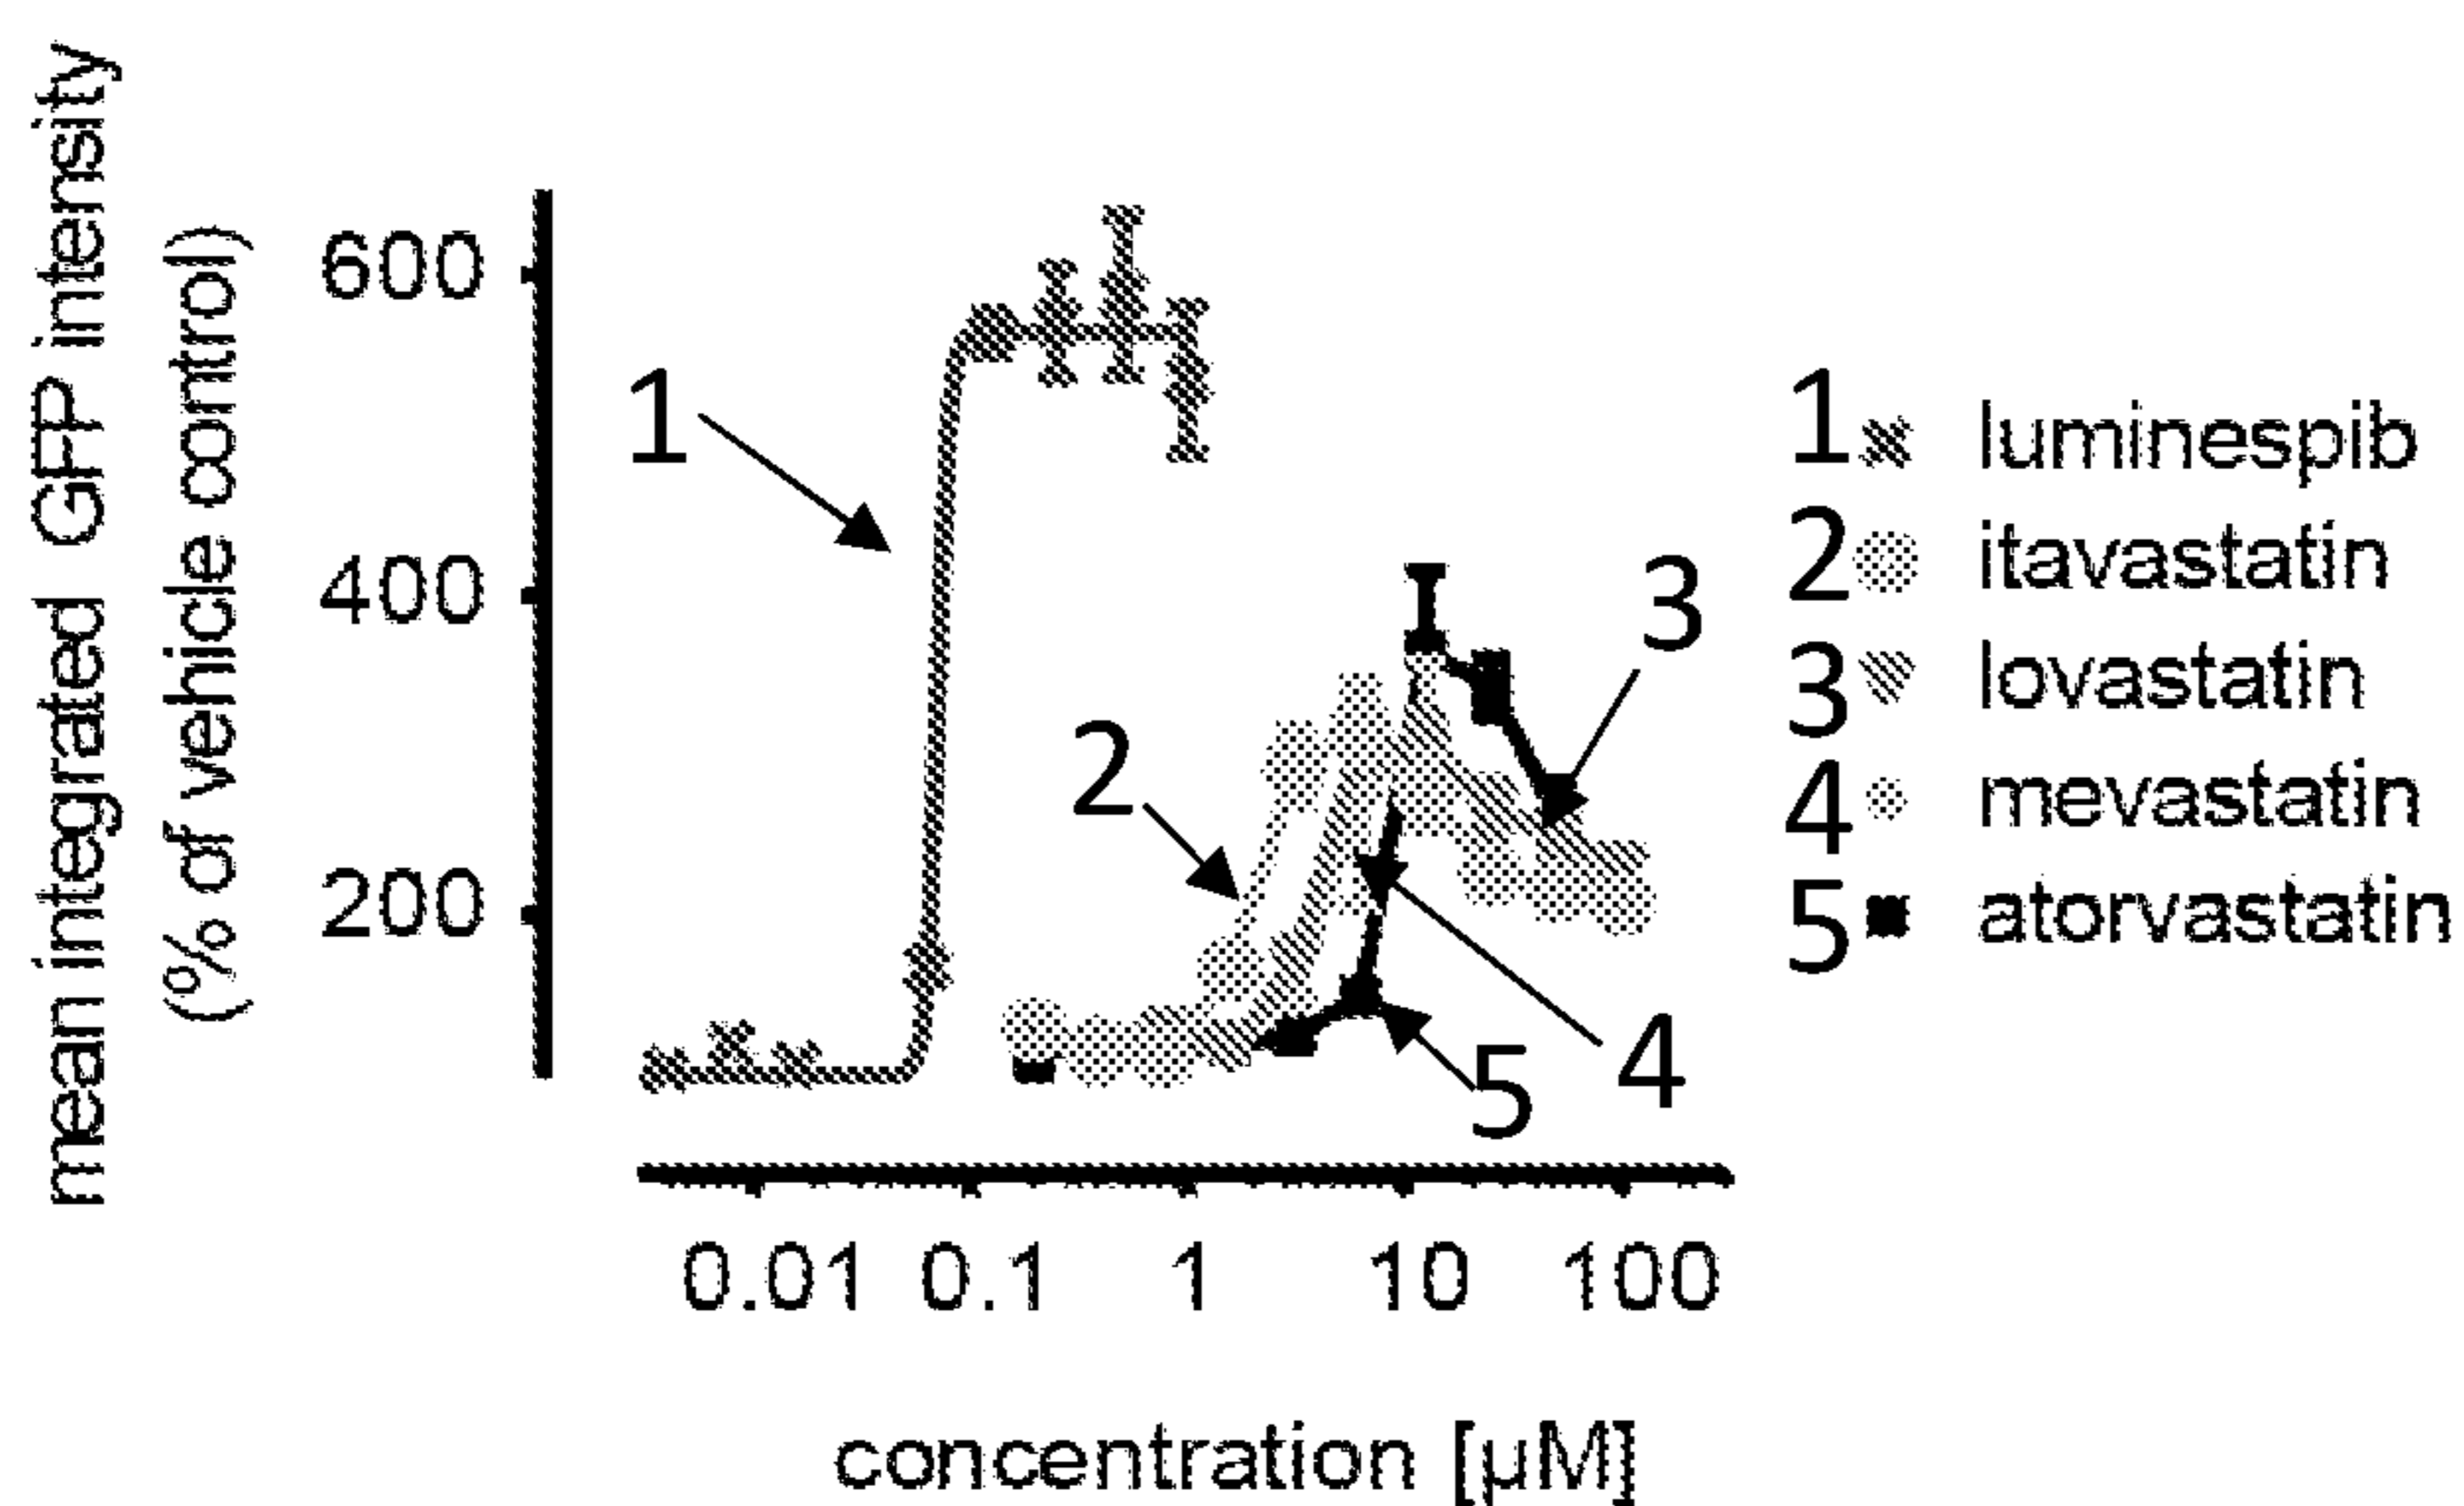 mean integrated GFP intensity
(% of vehicle control)
600
400
200
1
2
3
4
5
0.01 0.1 1 10 100
concentration [µM]
1 luminespib
2 itavastatin
3 lovastatin
4 mevastatin
5 atorvastatin